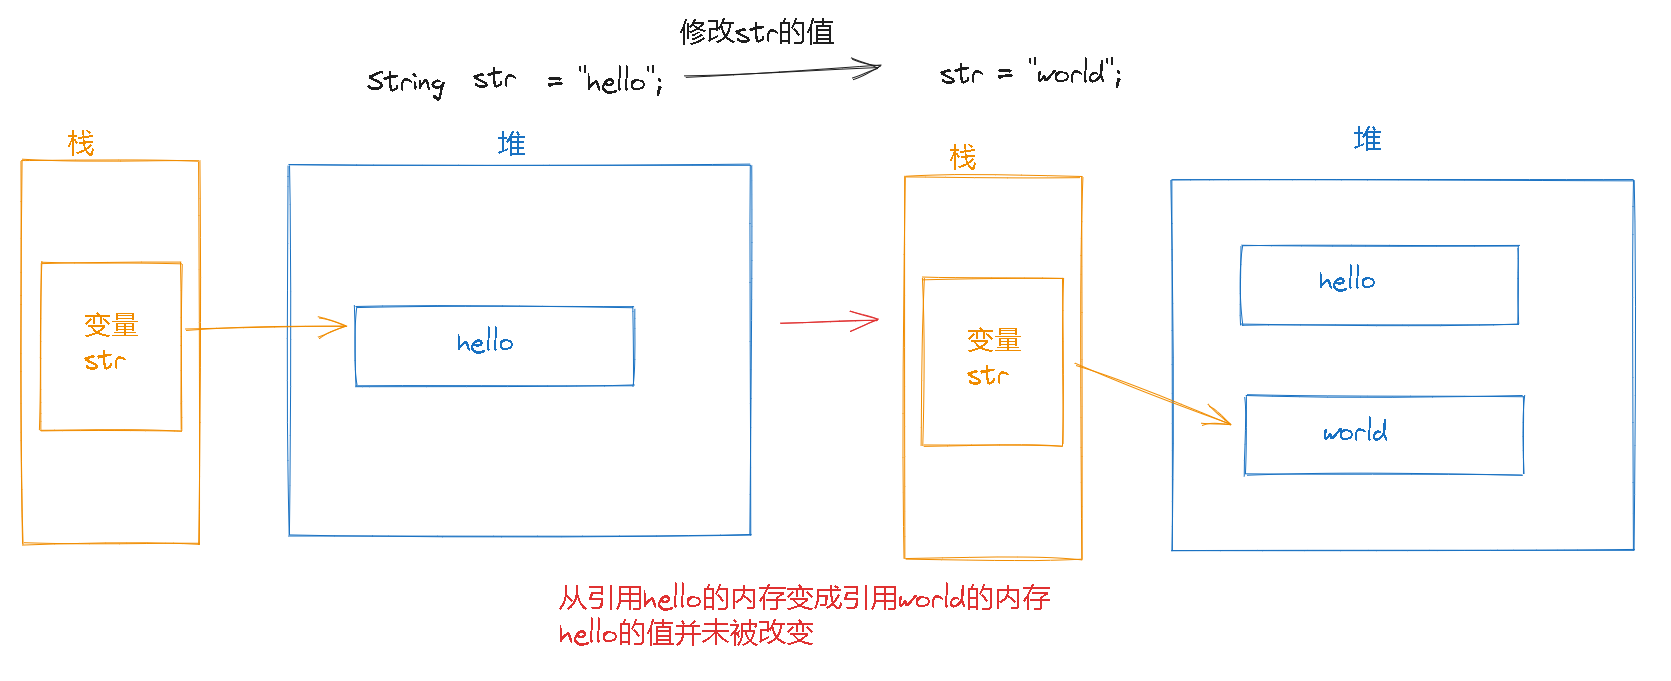 修改str的值
String str = "hello";
str = "world";
栈
堆
变量
str
hello
栈
堆
变量
str
hello
world
从引用hello的内存变成引用world的内存
hello的值并未被改变